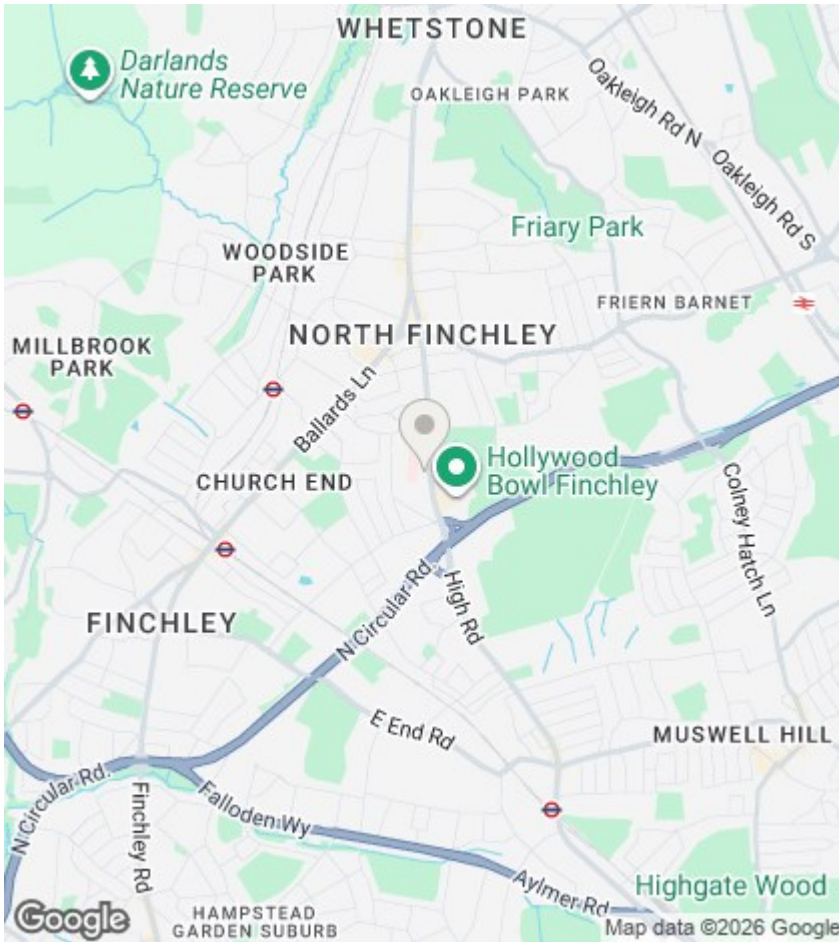 WHETSTONE
Darlands
Nature Reserve
OAKLEIGH PARK
Oakleigh Rd N
Oakleigh Rd S
Friary Park
WOODSIDE
PARK
FRIERN BARNET
NORTH FINCHLEY
MILLBROOK
PARK
Ballards Ln
Hollywood
Bowl Finchley
CHURCH END
Colney Hatch Ln
N Circular Rd.
High Rd
FINCHLEY
E End Rd
MUSWELL HILL
N Circular Rd.
Falloden Wy
Finchley Rd
Aylmer Rd
Highgate Wood
Google
HAMPSTEAD
GARDEN SUBURB
Map data ©2026 Google